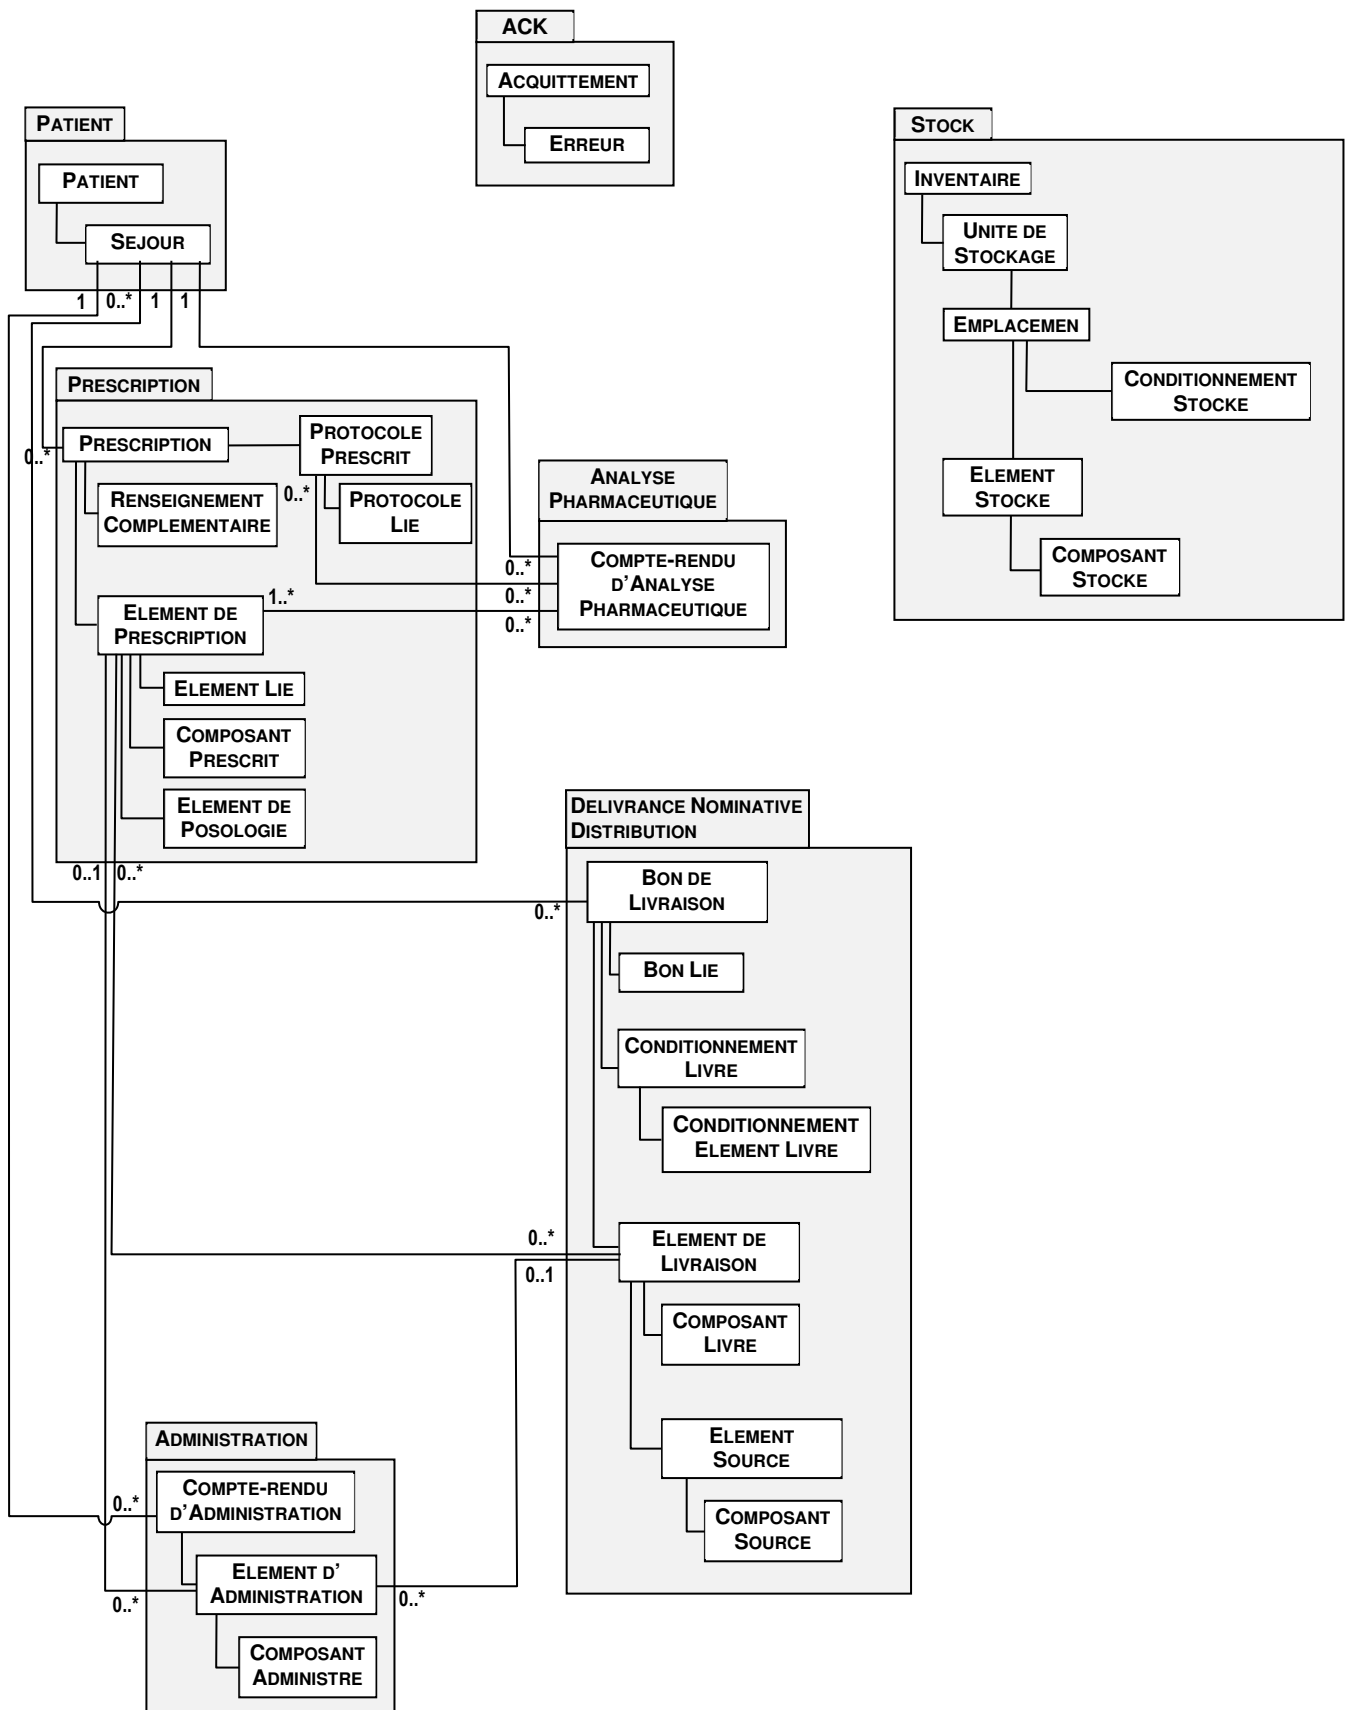 ACK
ACQUITTEMENT
ERREUR
PATIENT
PATIENT
SEJOUR
1
0..*
1
1
STOCK
INVENTAIRE
UNITE DE
STOCKAGE
EMPLACEMEN
CONDITIONNEMENT
STOCKE
ELEMENT
STOCKE
COMPOSANT
STOCKE
PRESCRIPTION
PRESCRIPTION
0..*
PROTOCOLE
PRESCRIT
0..*
RENSEIGNEMENT
COMPLEMENTAIRE
PROTOCOLE
LIE
ELEMENT DE
PRESCRIPTION
1..*
ELEMENT LIE
COMPOSANT
PRESCRIT
ELEMENT DE
POSOLOGIE
0..1
0..*
ANALYSE
PHARMACEUTIQUE
COMPTE-RENDU
D'ANALYSE
PHARMACEUTIQUE
0..*
0..*
0..*
DELIVRANCE NOMINATIVE
DISTRIBUTION
BON DE
LIVRAISON
0..*
BON LIE
CONDITIONNEMENT
LIVRE
CONDITIONNEMENT
ELEMENT LIVRE
0..*
ELEMENT DE
LIVRAISON
0..1
COMPOSANT
LIVRE
ELEMENT
SOURCE
COMPOSANT
SOURCE
ADMINISTRATION
COMPTE-RENDU
D'ADMINISTRATION
0..*
ELEMENT D'
ADMINISTRATION
0..*
0..*
COMPOSANT
ADMINISTRE